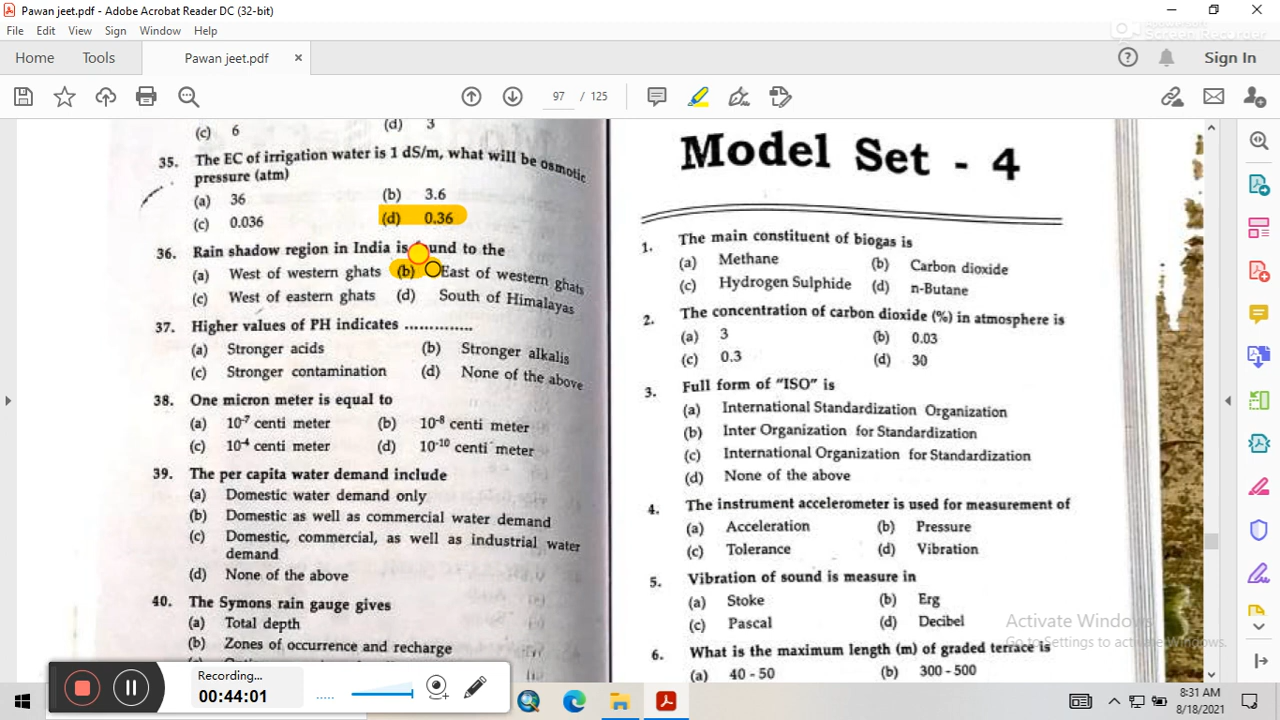 Pawan jeet.pdf - Adobe Acrobat Reader DC (32-bit)
File Edit View Sign Window Help
Screen Recorder
Home Tools Pawan jeet.pdf × Sign In
97 / 125
(c) 6 (d) 3
35. The EC of irrigation water is 1 dS/m, what will be osmotic
pressure (atm)
(a) 36 (b) 3.6
(c) 0.036 (d) 0.36
36. Rain shadow region in India is found to the
(a) West of western ghats (b) East of western ghats
(c) West of eastern ghats (d) South of Himalayas
37. Higher values of PH indicates ..............
(a) Stronger acids (b) Stronger alkalis
(c) Stronger contamination (d) None of the above
38. One micron meter is equal to
(a) 10⁻⁷ centi meter (b) 10⁻⁸ centi meter
(c) 10⁻⁴ centi meter (d) 10⁻¹⁰ centi meter
39. The per capita water demand include
(a) Domestic water demand only
(b) Domestic as well as commercial water demand
(c) Domestic, commercial, as well as industrial water
demand
(d) None of the above
40. The Symons rain gauge gives
(a) Total depth
(b) Zones of occurrence and recharge
Model Set - 4
1. The main constituent of biogas is
(a) Methane (b) Carbon dioxide
(c) Hydrogen Sulphide (d) n-Butane
2. The concentration of carbon dioxide (%) in atmosphere is
(a) 3 (b) 0.03
(c) 0.3 (d) 30
3. Full form of "ISO" is
(a) International Standardization Organization
(b) Inter Organization for Standardization
(c) International Organization for Standardization
(d) None of the above
4. The instrument accelerometer is used for measurement of
(a) Acceleration (b) Pressure
(c) Tolerance (d) Vibration
5. Vibration of sound is measure in
(a) Stoke (b) Erg
(c) Pascal (d) Decibel
6. What is the maximum length (m) of graded terrace is
(a) 40 - 50 (b) 300 - 500
Activate Windows
Go to Settings to activate Windows.
Recording...
00:44:01
8:31 AM
8/18/2021